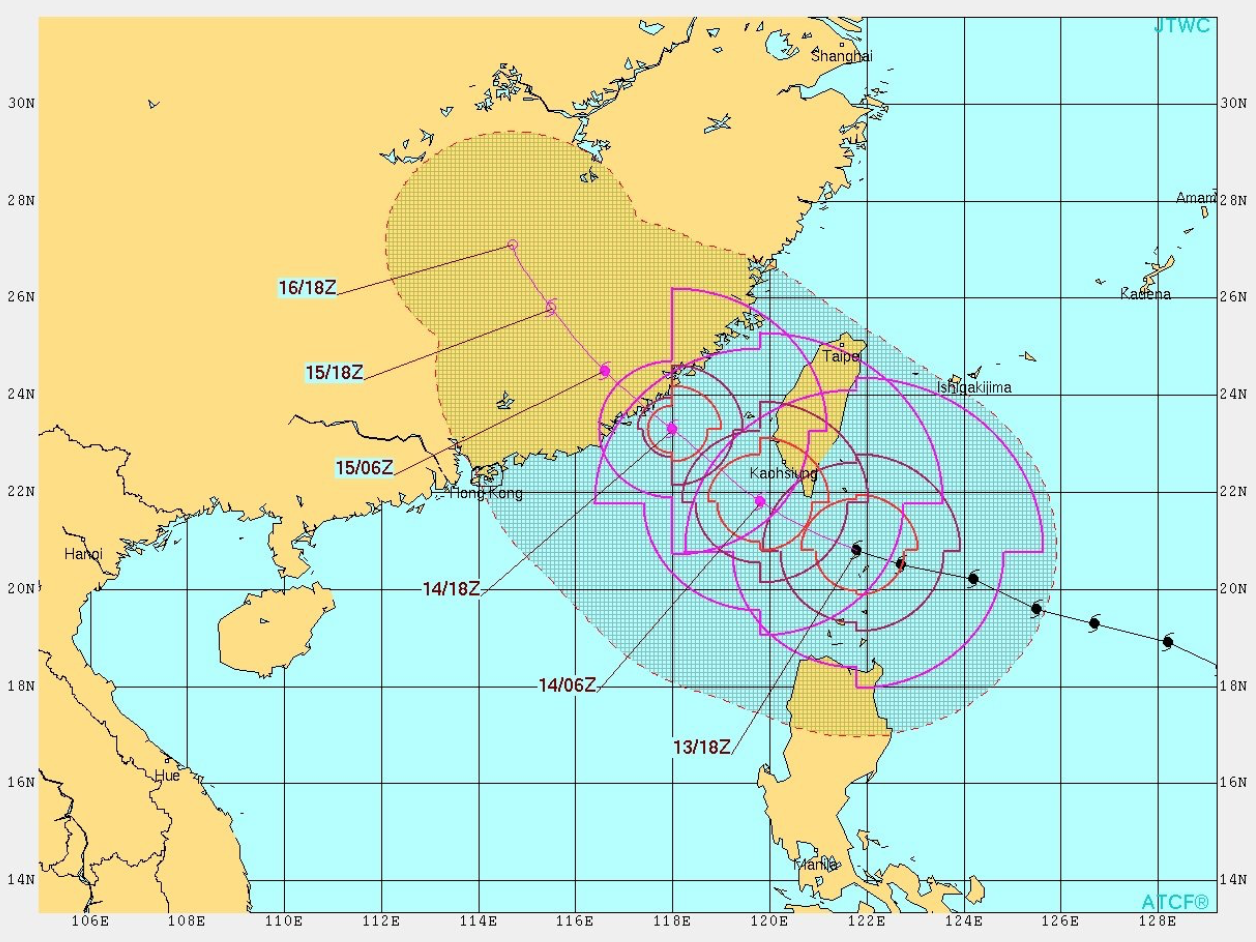 JTWC
Shanghai
30N
30N
28N
Amam
28N
Kadena
26N
26N
16/18Z
Taipei
15/18Z
Ishigakijima
24N
24N
15/06Z
Kaohsiung
22N
Hong Kong
22N
Hanoi
14/18Z
20N
20N
14/06Z
18N
18N
13/18Z
Hue
16N
16N
Manila
14N
14N
ATCF®
106E 108E 110E 112E 114E 116E 118E 120E 122E 124E 126E 128E